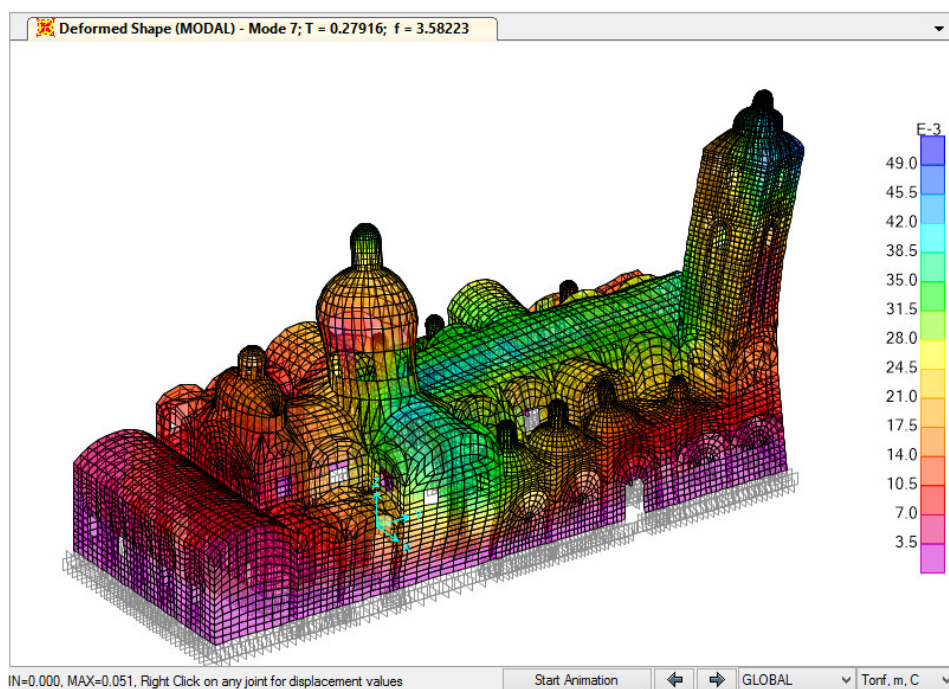 Deformed Shape (MODAL) - Mode 7; T = 0.27916; f = 3.58223
E-3
49.0
45.5
42.0
38.5
35.0
31.5
28.0
24.5
21.0
17.5
14.0
10.5
7.0
3.5
IN=0.000, MAX=0.051, Right Click on any joint for displacement values
Start Animation
GLOBAL
Tonf, m, C